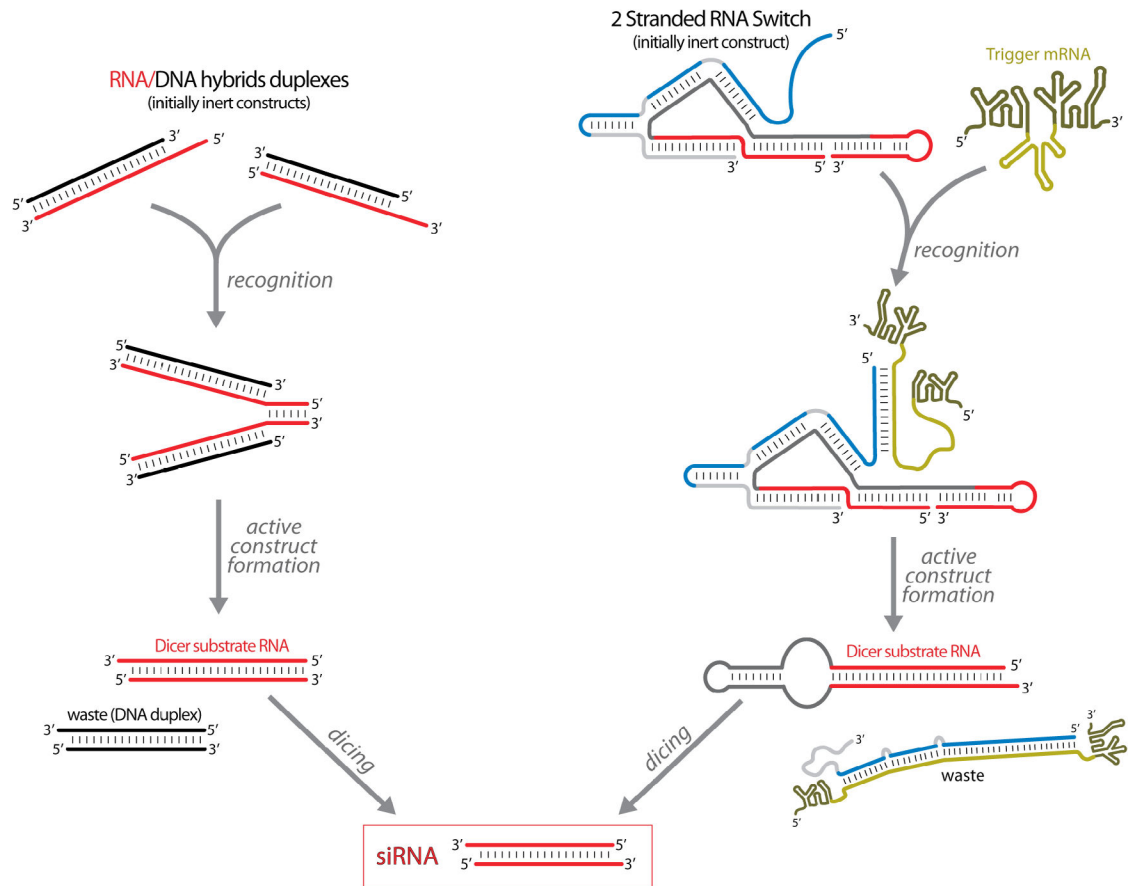 RNA/DNA hybrids duplexes
(initially inert constructs)
3’
5’
5’
3’
3’
5’
5’
3’
recognition
5’
3’
3’
5’
3’
5’
3’
3’
active
construct
formation
Dicer substrate RNA
3’
5’
5’
3’
waste (DNA duplex)
3’
5’
5’
3’
dicing
2 Stranded RNA Switch
(initially inert construct)
5’
3’
5’
3’
Trigger mRNA
5’
3’
recognition
3’
5’
5’
3’
5’
3’
active
construct
formation
Dicer substrate RNA
5’
3’
dicing
3’
5’
3’
waste
5’
siRNA
3’
5’
5’
3’